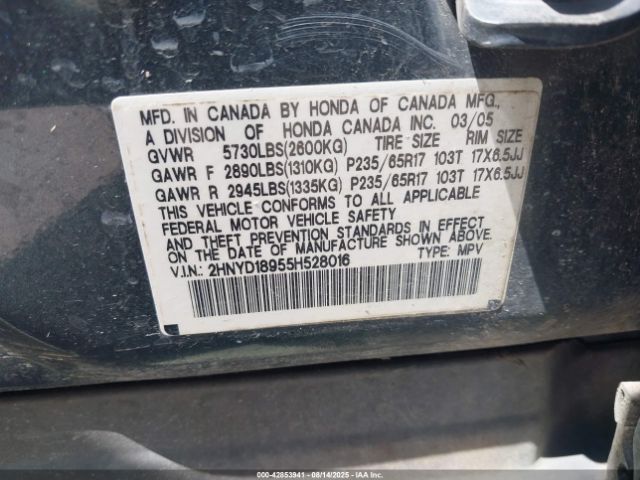 MFD. IN CANADA BY HONDA OF CANADA MFG.,
A DIVISION OF HONDA CANADA INC. 03/05
GVWR 5730LBS(2600KG) TIRE SIZE RIM SIZE
GAWR F 2890LBS(1310KG) P235/65R17 103T 17X6.5JJ
GAWR R 2945LBS(1335KG) P235/65R17 103T 17X6.5JJ
THIS VEHICLE CONFORMS TO ALL APPLICABLE
FEDERAL MOTOR VEHICLE SAFETY
AND THEFT PREVENTION STANDARDS IN EFFECT
ON THE DATE OF MANUFACTURE SHOWN ABOVE.
V.I.N.: 2HNYD18955H528016 TYPE: MPV
000-42853941 - 08/14/2025 - IAAI.COM